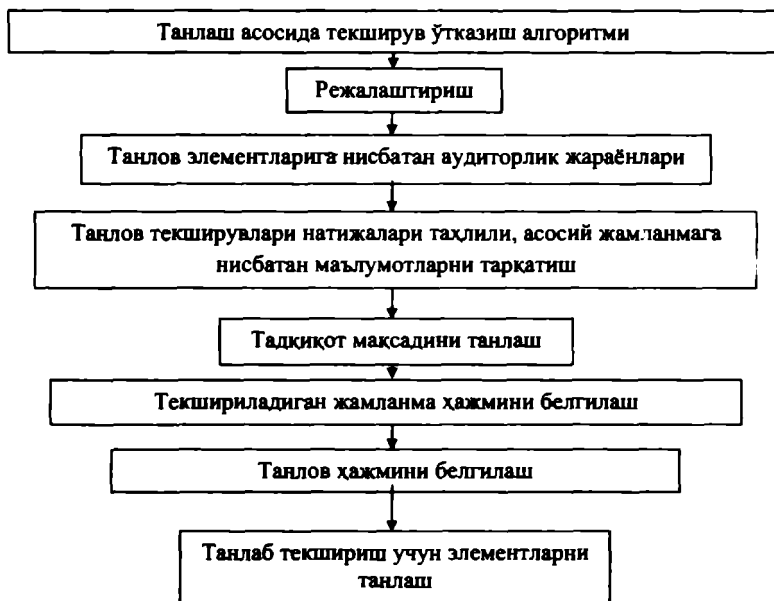 Танлаш асосида текширув ўтказиш алгоритми
Режалаштириш
Танлов элементларига нисбатан аудиторлик жараёнлари
Танлов текширувлари натижалари таҳлили, асосий жамланмага
нисбатан маълумотларни тарқатиш
Тадқиқот мақсадини танлаш
Текшириладиган жамланма ҳажмини белгилаш
Танлов ҳажмини белгилаш
Танлаб текшириш учун элементларни
танлаш